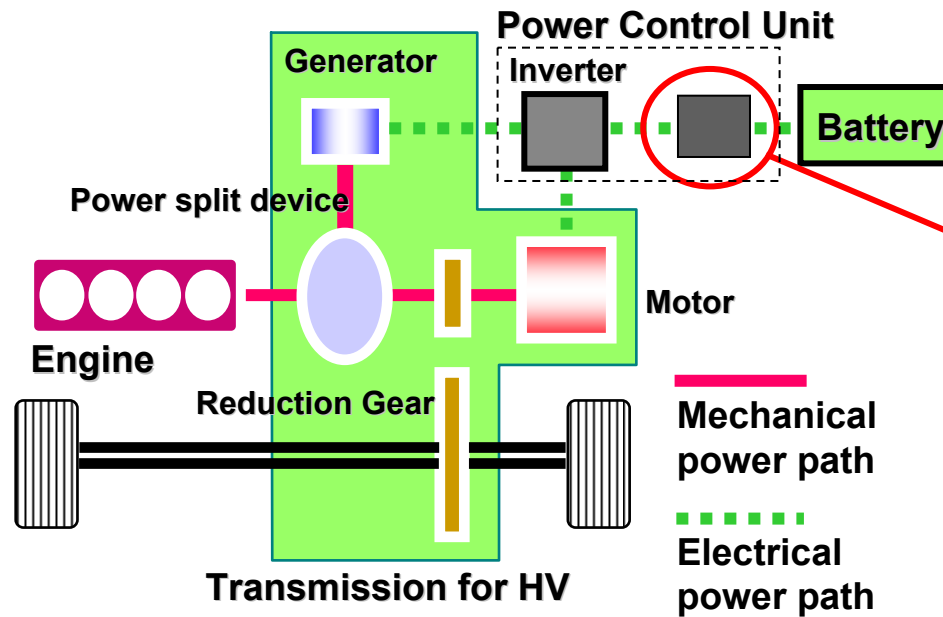 Power Control Unit
Generator
Inverter
Battery
Power split device
Motor
Engine
Reduction Gear
Mechanical
power path
Electrical
power path
Transmission for HV